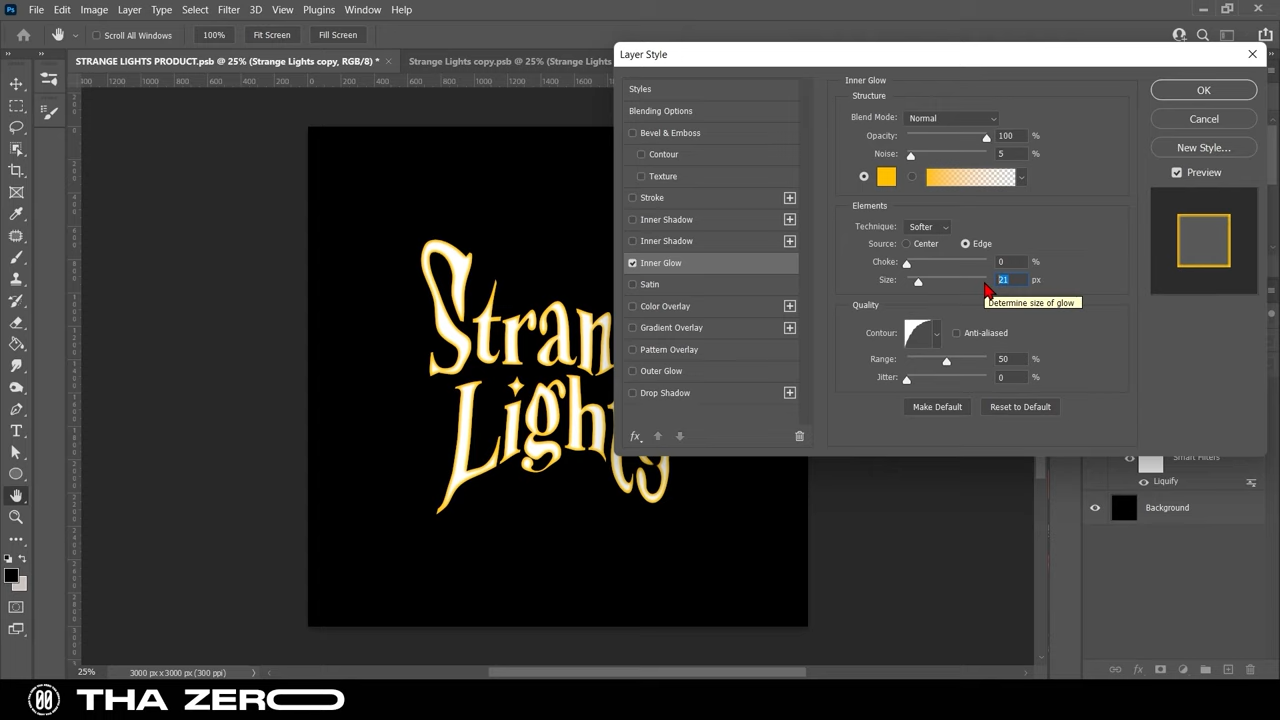 Ps File Edit Image Layer Type Select Filter 3D View Plugins Window Help
Scroll All Windows 100% Fit Screen Fill Screen
STRANGE LIGHTS PRODUCT.psb @ 25% (Strange Lights copy, RGB/8) * × Strange Lights copy.psb @ 25% (Strange Lights
Layer Style
Styles
Blending Options
Bevel & Emboss
Contour
Texture
Stroke
Inner Shadow
Inner Shadow
Inner Glow
Satin
Color Overlay
Gradient Overlay
Pattern Overlay
Outer Glow
Drop Shadow
fx
Inner Glow
Structure
Blend Mode: Normal
Opacity: 100 %
Noise: 5 %
Elements
Technique: Softer
Source: Center Edge
Choke: 0 %
Size: 21 px
Determine size of glow
Quality
Contour: Anti-aliased
Range: 50 %
Jitter: 0 %
Make Default Reset to Default
OK
Cancel
New Style...
Preview
Stran
Lights
Smart Filters
Liquify
Background
25% 3000 px x 3000 px (300 ppi)
00 THA ZERO